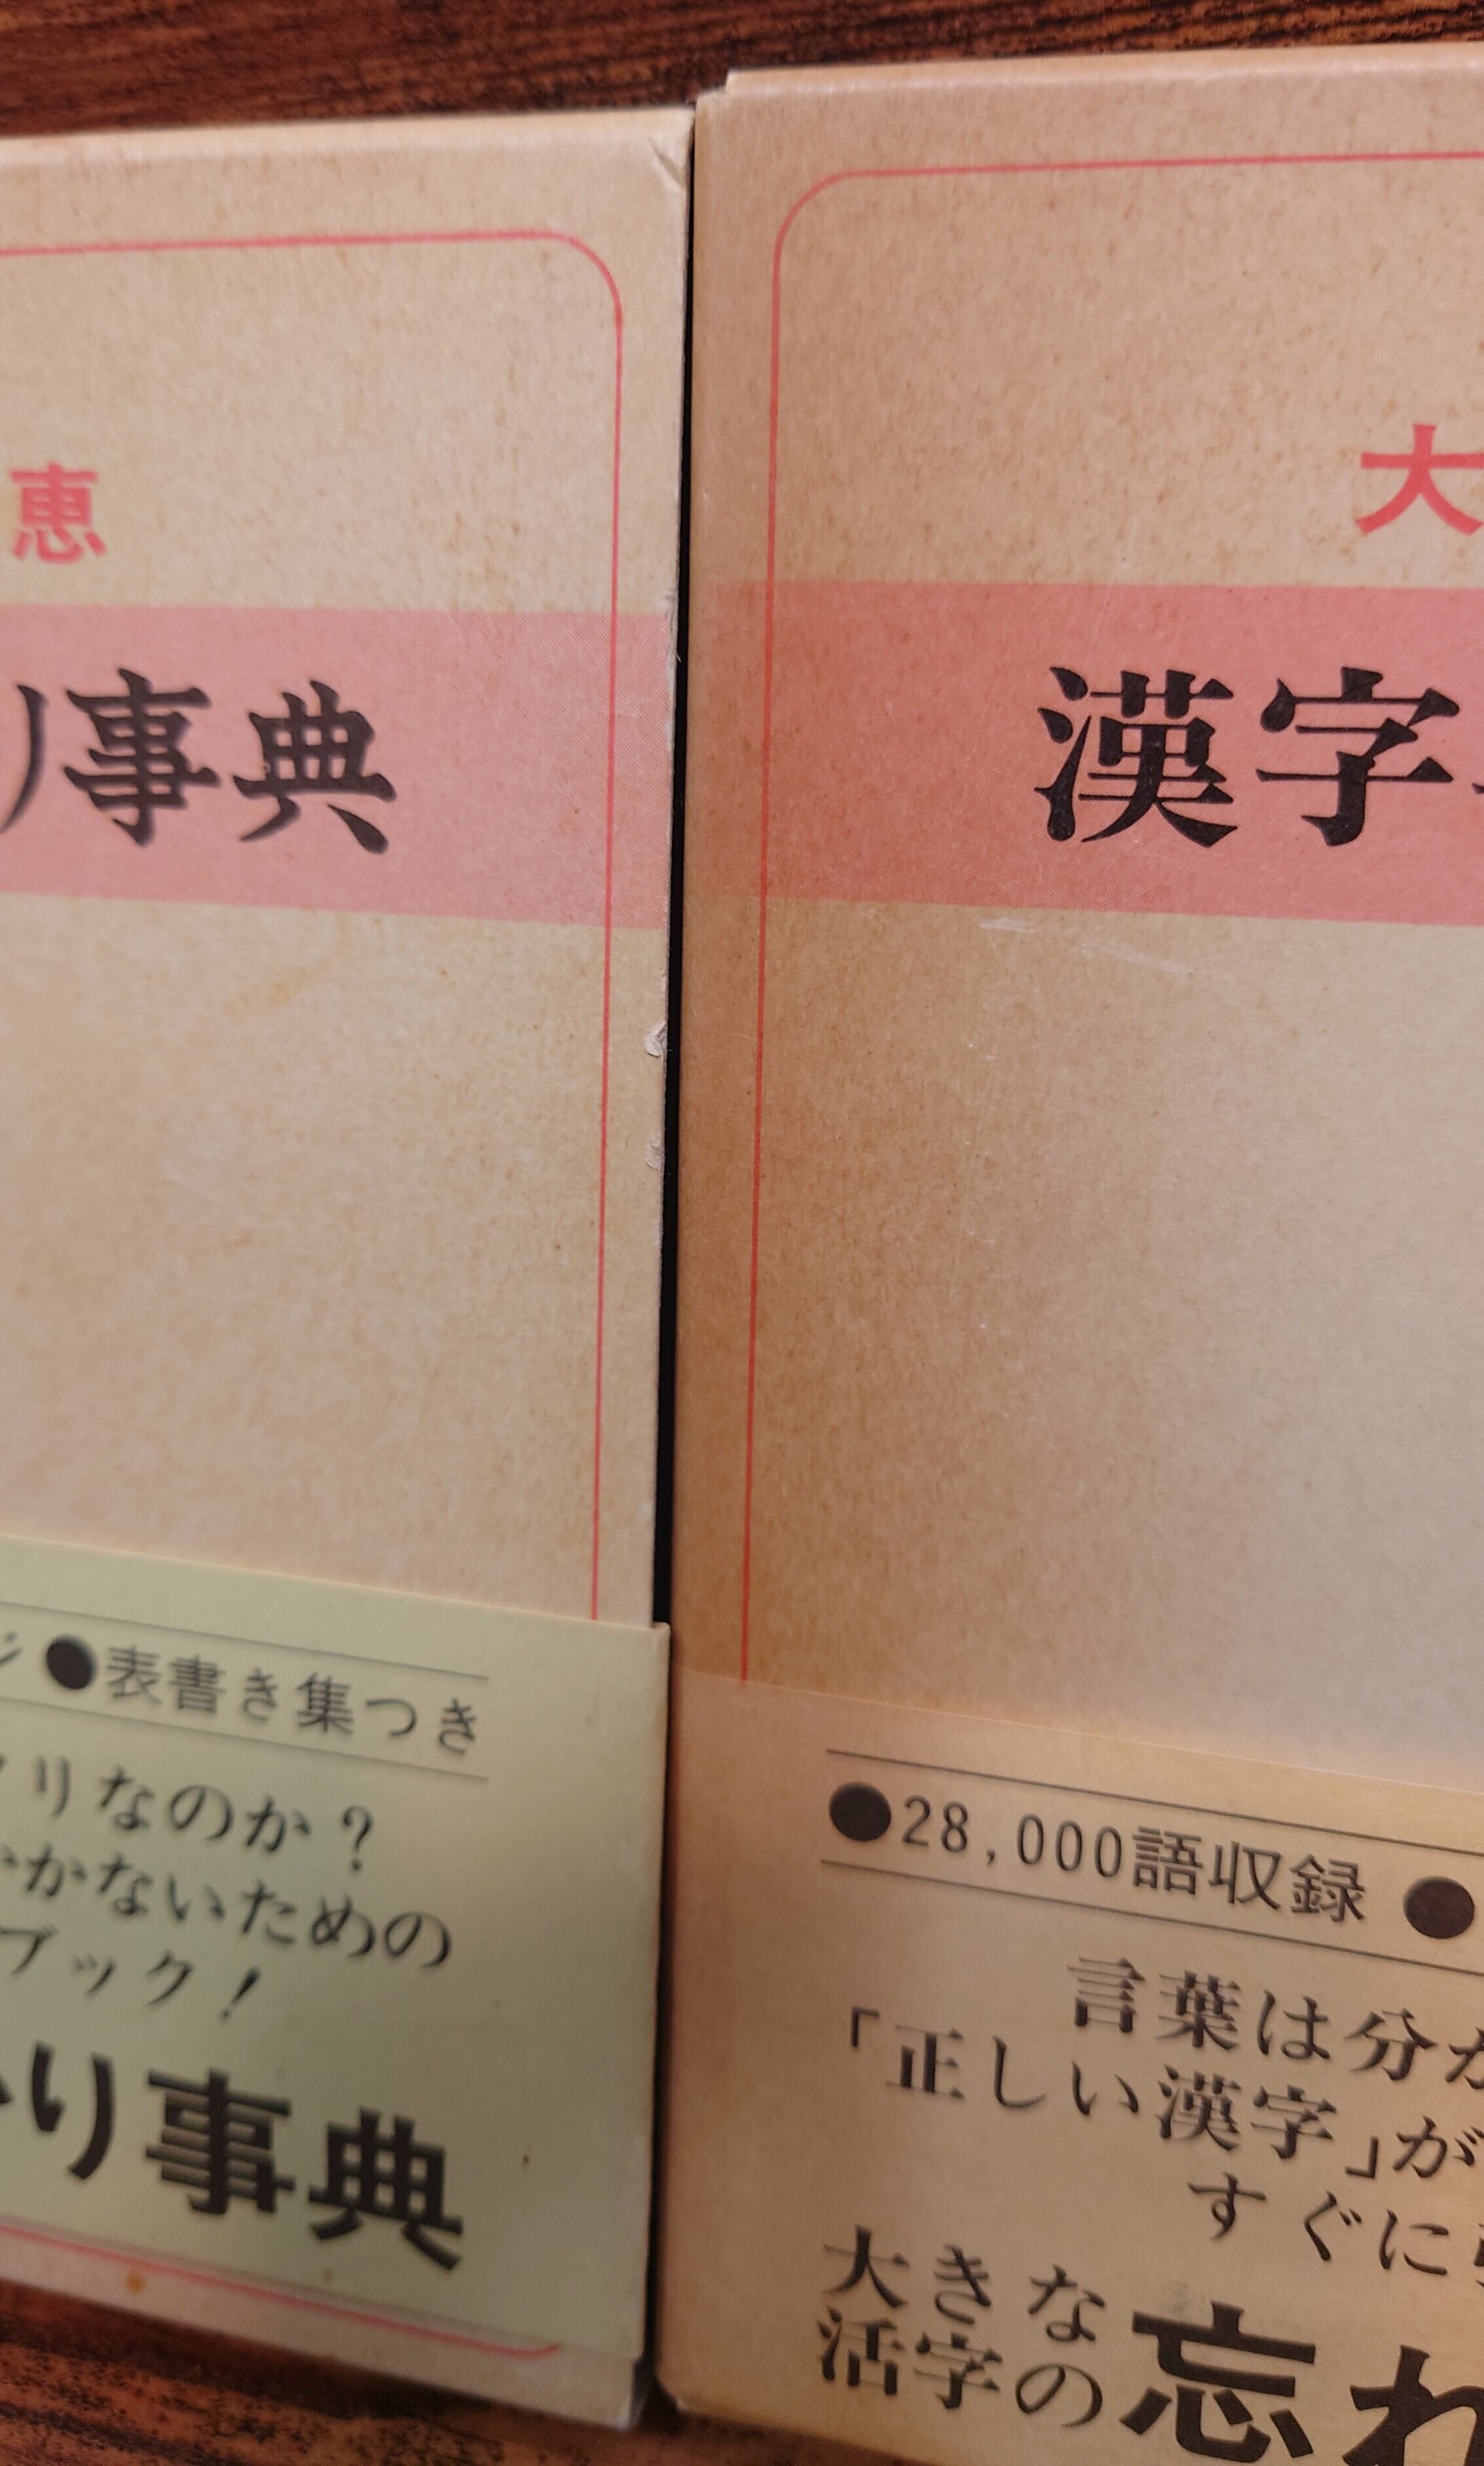 恵
り事典
●表書き集つき
リなのか?
かないための
ブック!
り事典
大
漢字
●28,000語収録 ●
言葉は分か
「正しい漢字」が
すぐに
大きな
活字の
忘れ